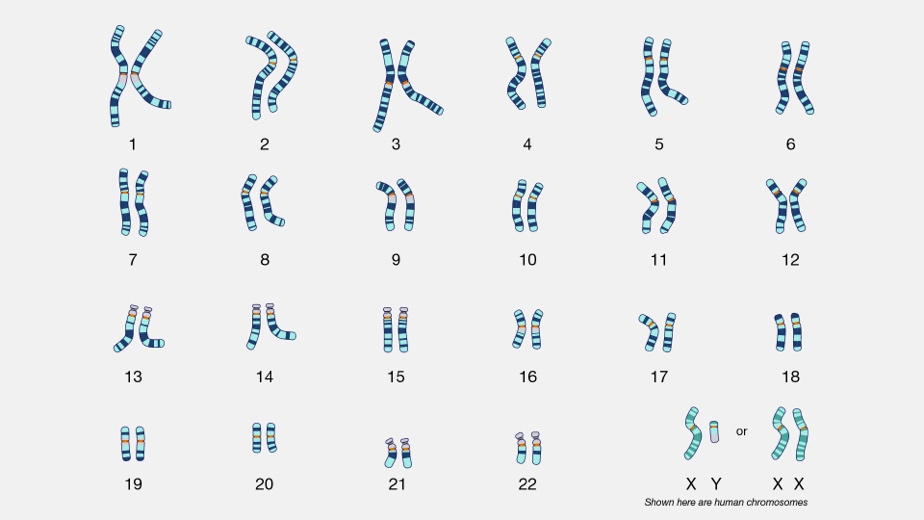 1 2 3 4 5 6
7 8 9 10 11 12
13 14 15 16 17 18
19 20 21 22
or
X Y X X
Shown here are human chromosomes